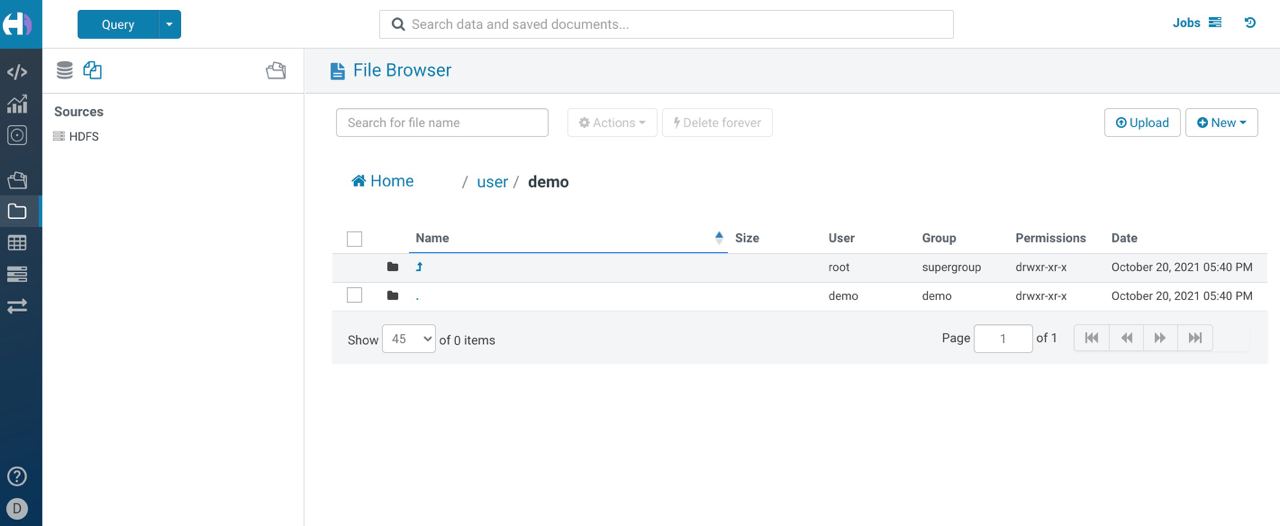 Query
Search data and saved documents...
Jobs
File Browser
Sources
HDFS
Search for file name
Actions
Delete forever
Upload
New
Home / user / demo
Name Size User Group Permissions Date
root supergroup drwxr-xr-x October 20, 2021 05:40 PM
. demo demo drwxr-xr-x October 20, 2021 05:40 PM
Show 45 of 0 items
Page 1 of 1
D